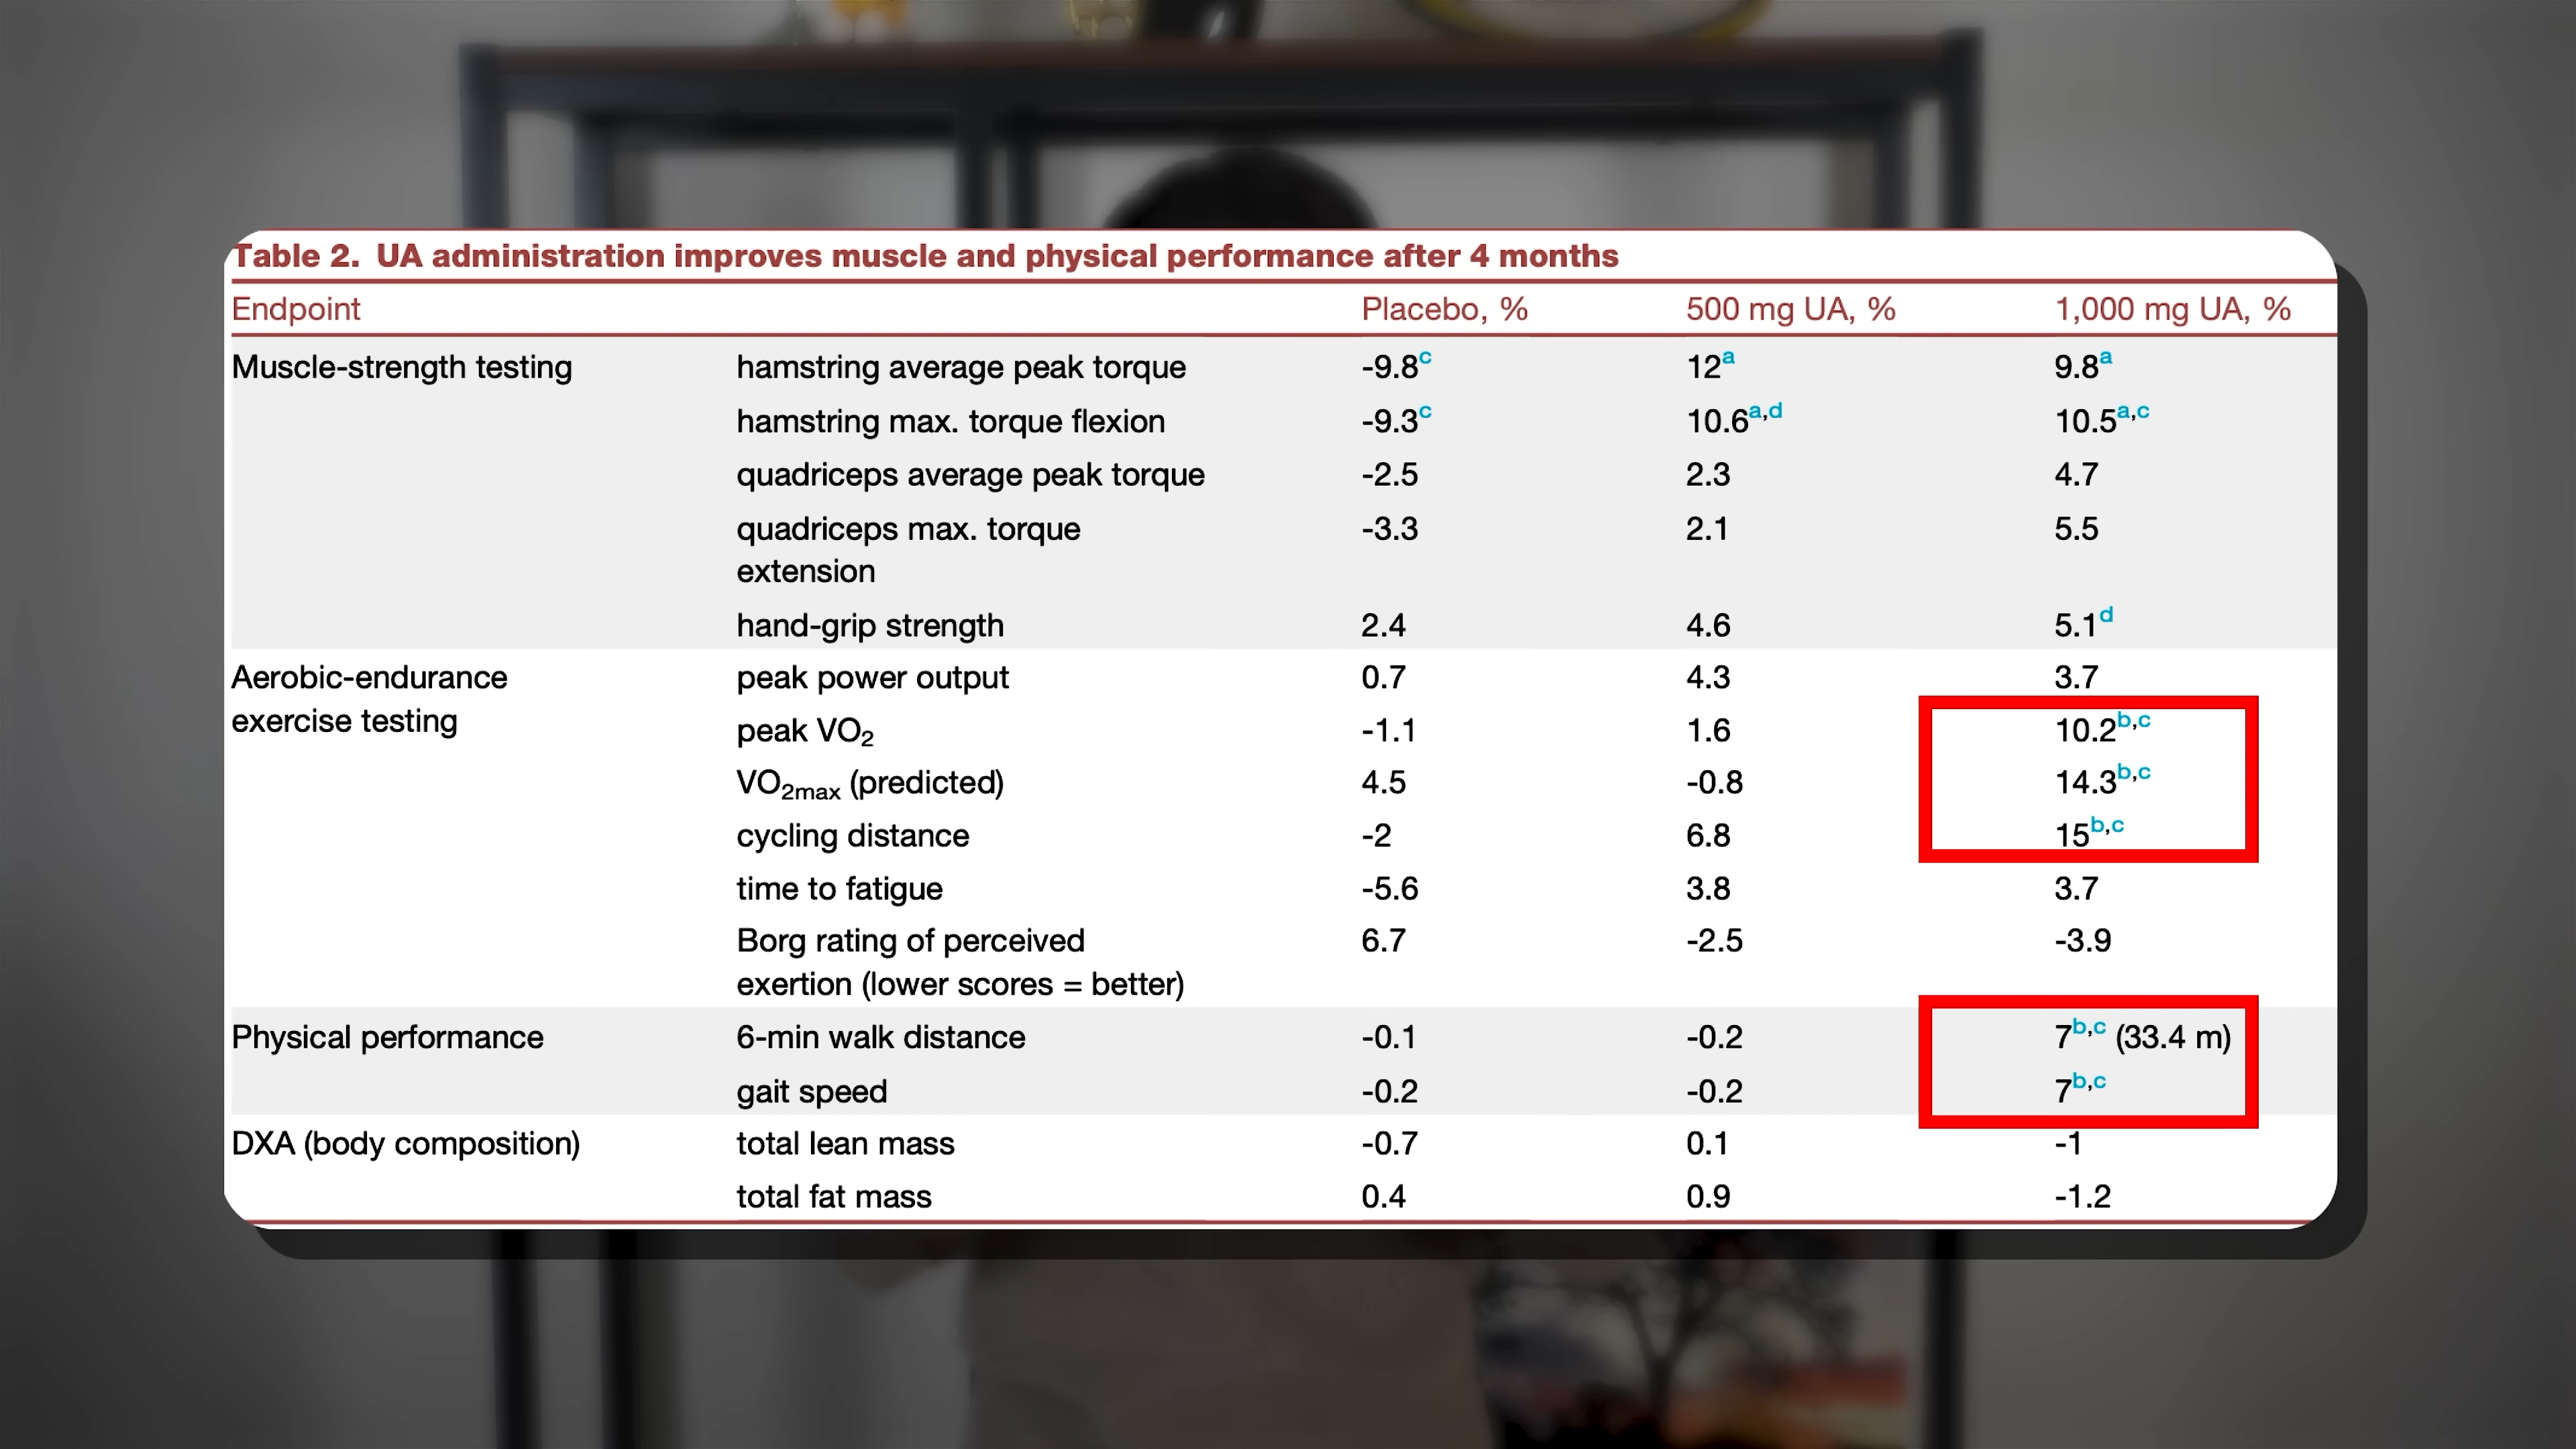 Table 2. UA administration improves muscle and physical performance after 4 months
Endpoint Placebo, % 500 mg UA, % 1,000 mg UA, %
Muscle-strength testing hamstring average peak torque -9.8c 12a 9.8a
hamstring max. torque flexion -9.3c 10.6a,d 10.5a,c
quadriceps average peak torque -2.5 2.3 4.7
quadriceps max. torque -3.3 2.1 5.5
extension
hand-grip strength 2.4 4.6 5.1d
Aerobic-endurance peak power output 0.7 4.3 3.7
exercise testing peak VO2 -1.1 1.6 10.2b,c
VO2max (predicted) 4.5 -0.8 14.3b,c
cycling distance -2 6.8 15b,c
time to fatigue -5.6 3.8 3.7
Borg rating of perceived 6.7 -2.5 -3.9
exertion (lower scores = better)
Physical performance 6-min walk distance -0.1 -0.2 7b,c (33.4 m)
gait speed -0.2 -0.2 7b,c
DXA (body composition) total lean mass -0.7 0.1 -1
total fat mass 0.4 0.9 -1.2